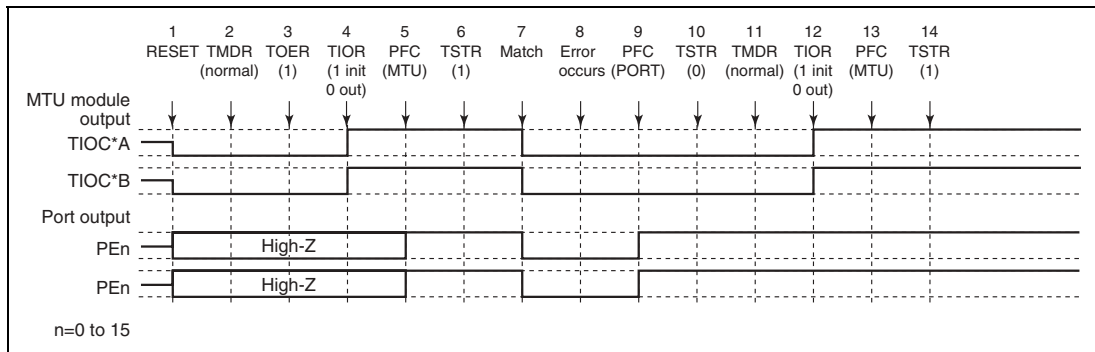 1 2 3 4 5 6 7 8 9 10 11 12 13 14
RESET TMDR TOER TIOR PFC TSTR Match Error PFC TSTR TMDR TIOR PFC TSTR
(normal) (1) (1 init (MTU) (1) occurs (PORT) (0) (normal) (1 init (MTU) (1)
0 out) 0 out)
MTU module
output
TIOC*A
TIOC*B
Port output
PEn High-Z
PEn High-Z
n=0 to 15